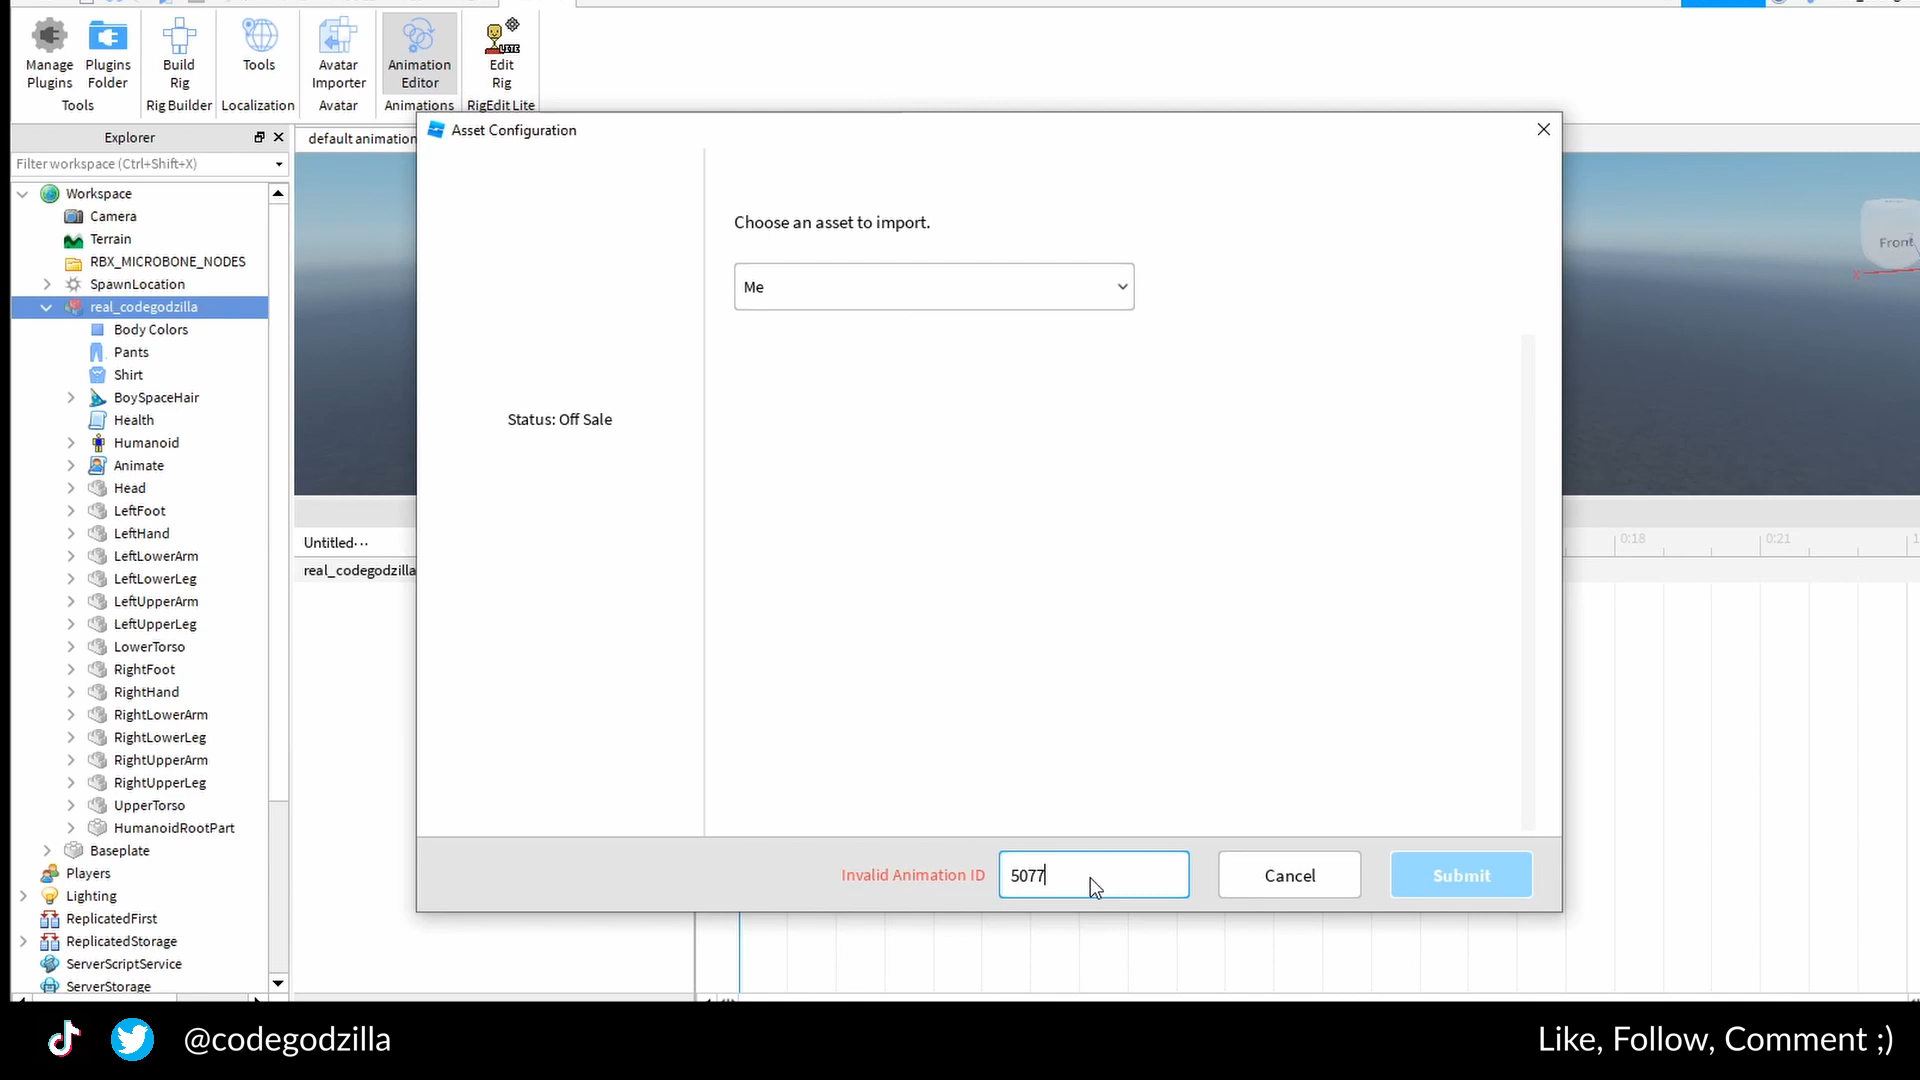 Manage
Plugins
Plugins
Folder
Tools
Build
Rig
Rig Builder
Tools
Localization
Avatar
Importer
Avatar
Animation
Editor
Animations
Edit
Rig
RigEdit Lite
LITE
Explorer
Filter workspace (Ctrl+Shift+X)
Workspace
Camera
Terrain
RBX_MICROBONE_NODES
SpawnLocation
real_codegodzilla
Body Colors
Pants
Shirt
BoySpaceHair
Health
Humanoid
Animate
Head
LeftFoot
LeftHand
LeftLowerArm
LeftLowerLeg
LeftUpperArm
LeftUpperLeg
LowerTorso
RightFoot
RightHand
RightLowerArm
RightLowerLeg
RightUpperArm
RightUpperLeg
UpperTorso
HumanoidRootPart
Baseplate
Players
Lighting
ReplicatedFirst
ReplicatedStorage
ServerScriptService
ServerStorage
default animation
Untitled...
real_codegodzilla
Asset Configuration
Choose an asset to import.
Me
Status: Off Sale
Invalid Animation ID
5077
Cancel
Submit
Front
X
0:18
0:21
@codegodzilla
Like, Follow, Comment ;)